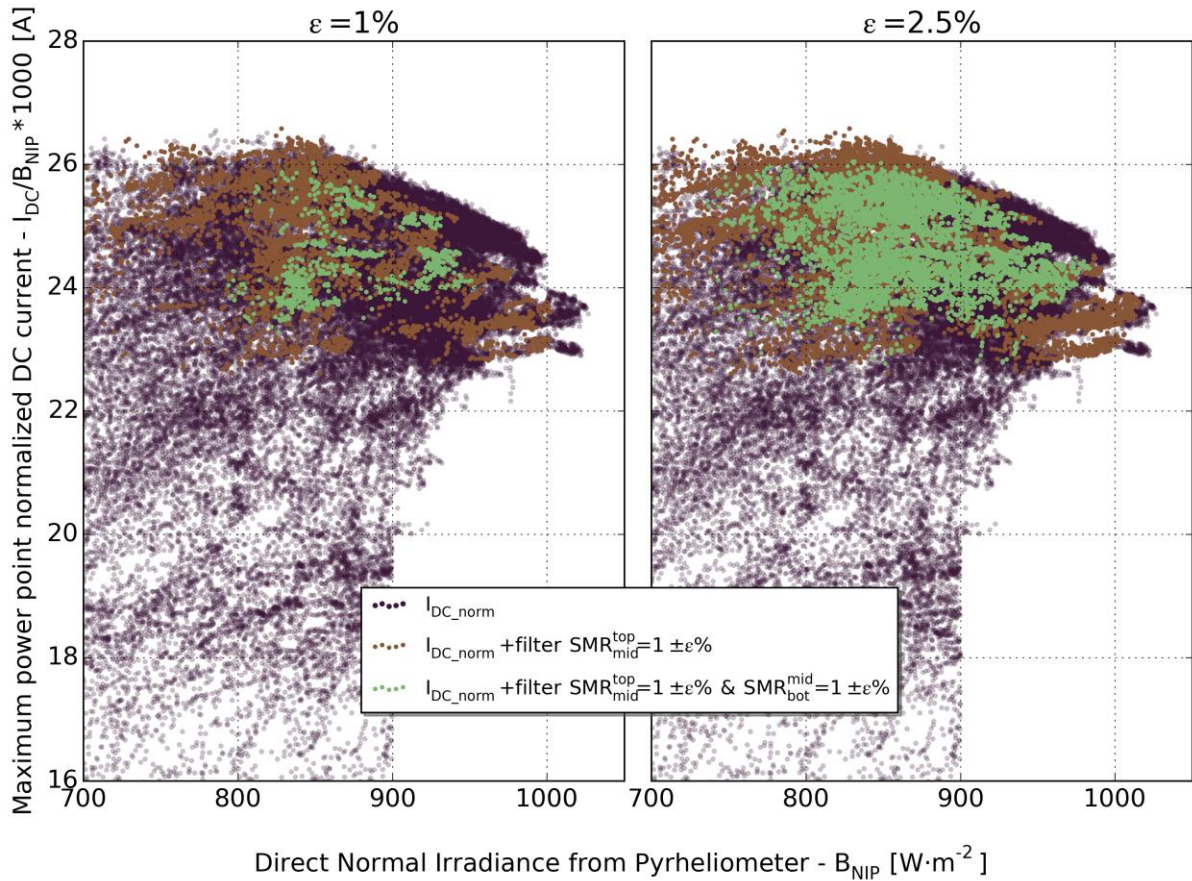 ε =1%
ε =2.5%
Maximum power point normalized DC current - I_DC/B_NIP *1000 [A]
28
26
24
22
20
18
16
700
800
900
1000
700
800
900
1000
I_DC_norm
I_DC_norm +filter SMR^top_mid=1 ±ε%
I_DC_norm +filter SMR^top_mid=1 ±ε% & SMR^mid_bot=1 ±ε%
Direct Normal Irradiance from Pyrheliometer - B_NIP [W·m⁻² ]